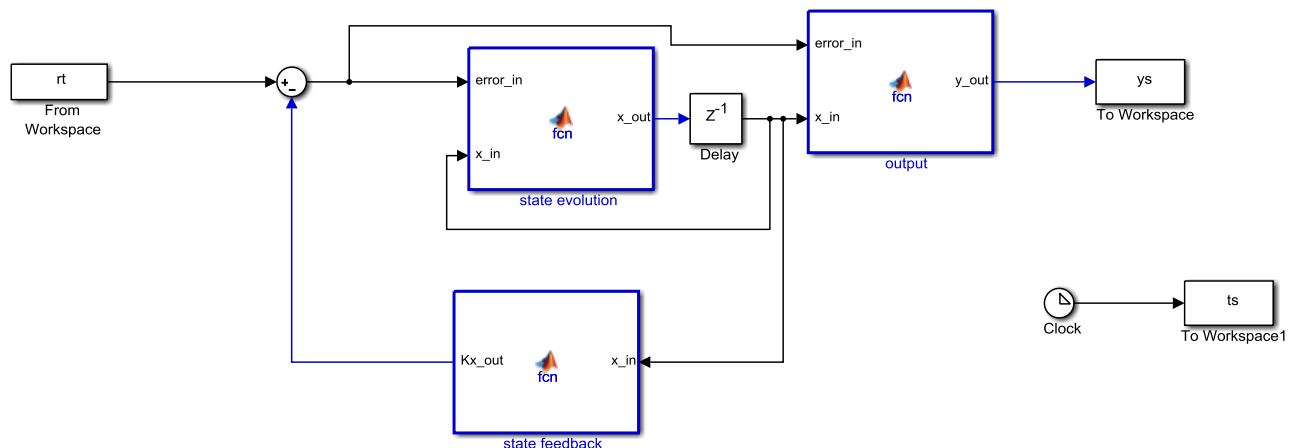 rt
From
Workspace
+
−
error_in
x_in
fcn
x_out
state evolution
Z-1
Delay
error_in
x_in
fcn
y_out
output
ys
To Workspace
Kx_out
fcn
x_in
state feedback
Clock
ts
To Workspace1